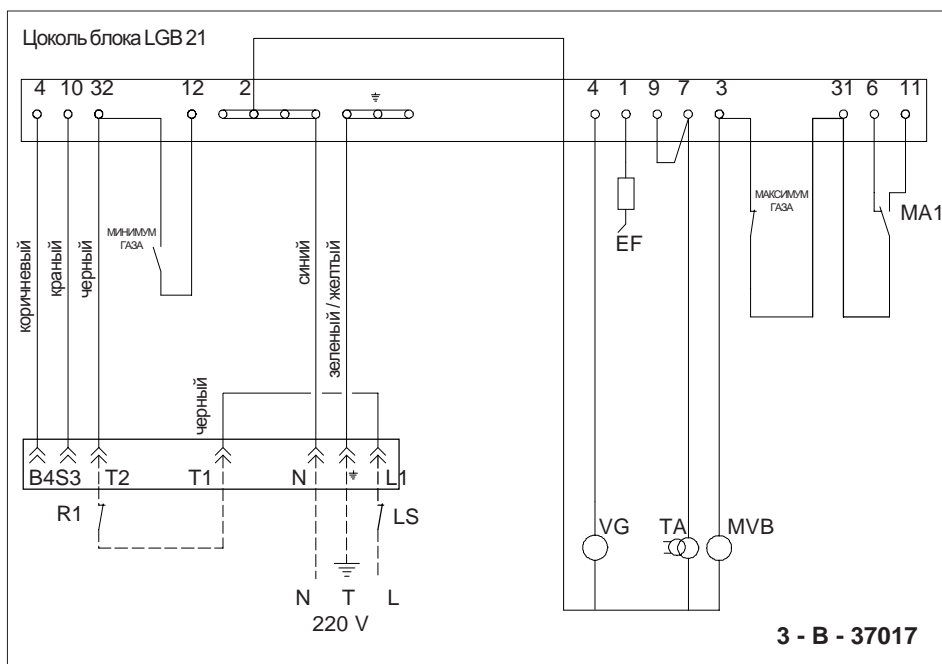 Цоколь блока LGB 21
4 10 32 12 2 4 1 9 7 3 31 6 11
МИНИМУМ
ГАЗА
МАКСИМУМ
ГАЗА
MA1
EF
коричневый
краный
черный
синий
зеленый / желтый
черный
B4 S3 T2 T1 N L1
R1
LS
VG TA MVB
N T L
220 V
3 - B - 37017